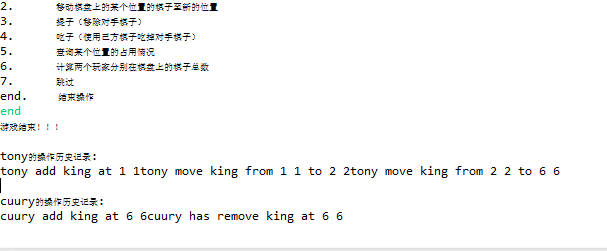 2. 移动棋盘上的某个位置的棋子至新的位置
3. 提子（移除对手棋子）
4. 吃子（使用已方棋子吃掉对手棋子）
5. 查询某个位置的占用情况
6. 计算两个玩家分别在棋盘上的棋子总数
7. 跳过
end. 结束操作
end
游戏结束！！！
tony的操作历史记录:
tony add king at 1 1tony move king from 1 1 to 2 2tony move king from 2 2 to 6 6
cuury的操作历史记录:
cuury add king at 6 6cuury has remove king at 6 6